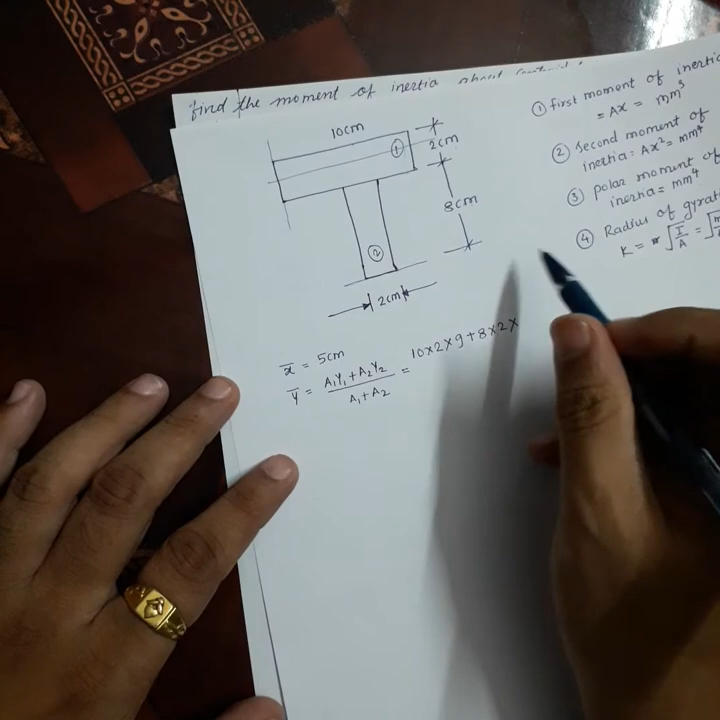 find the moment of inertia about
10cm
① 2cm
8cm
②
2cm
x̄ = 5cm
ȳ = A₁Y₁ + A₂Y₂ / A₁ + A₂ = 10×2×9 + 8×2×
① first moment of inertia
= Ax = mm³
② second moment of
inertia = Ax² = mm⁴
③ polar moment of
inertia = mm⁴
④ Radius of
K = √I/A = √